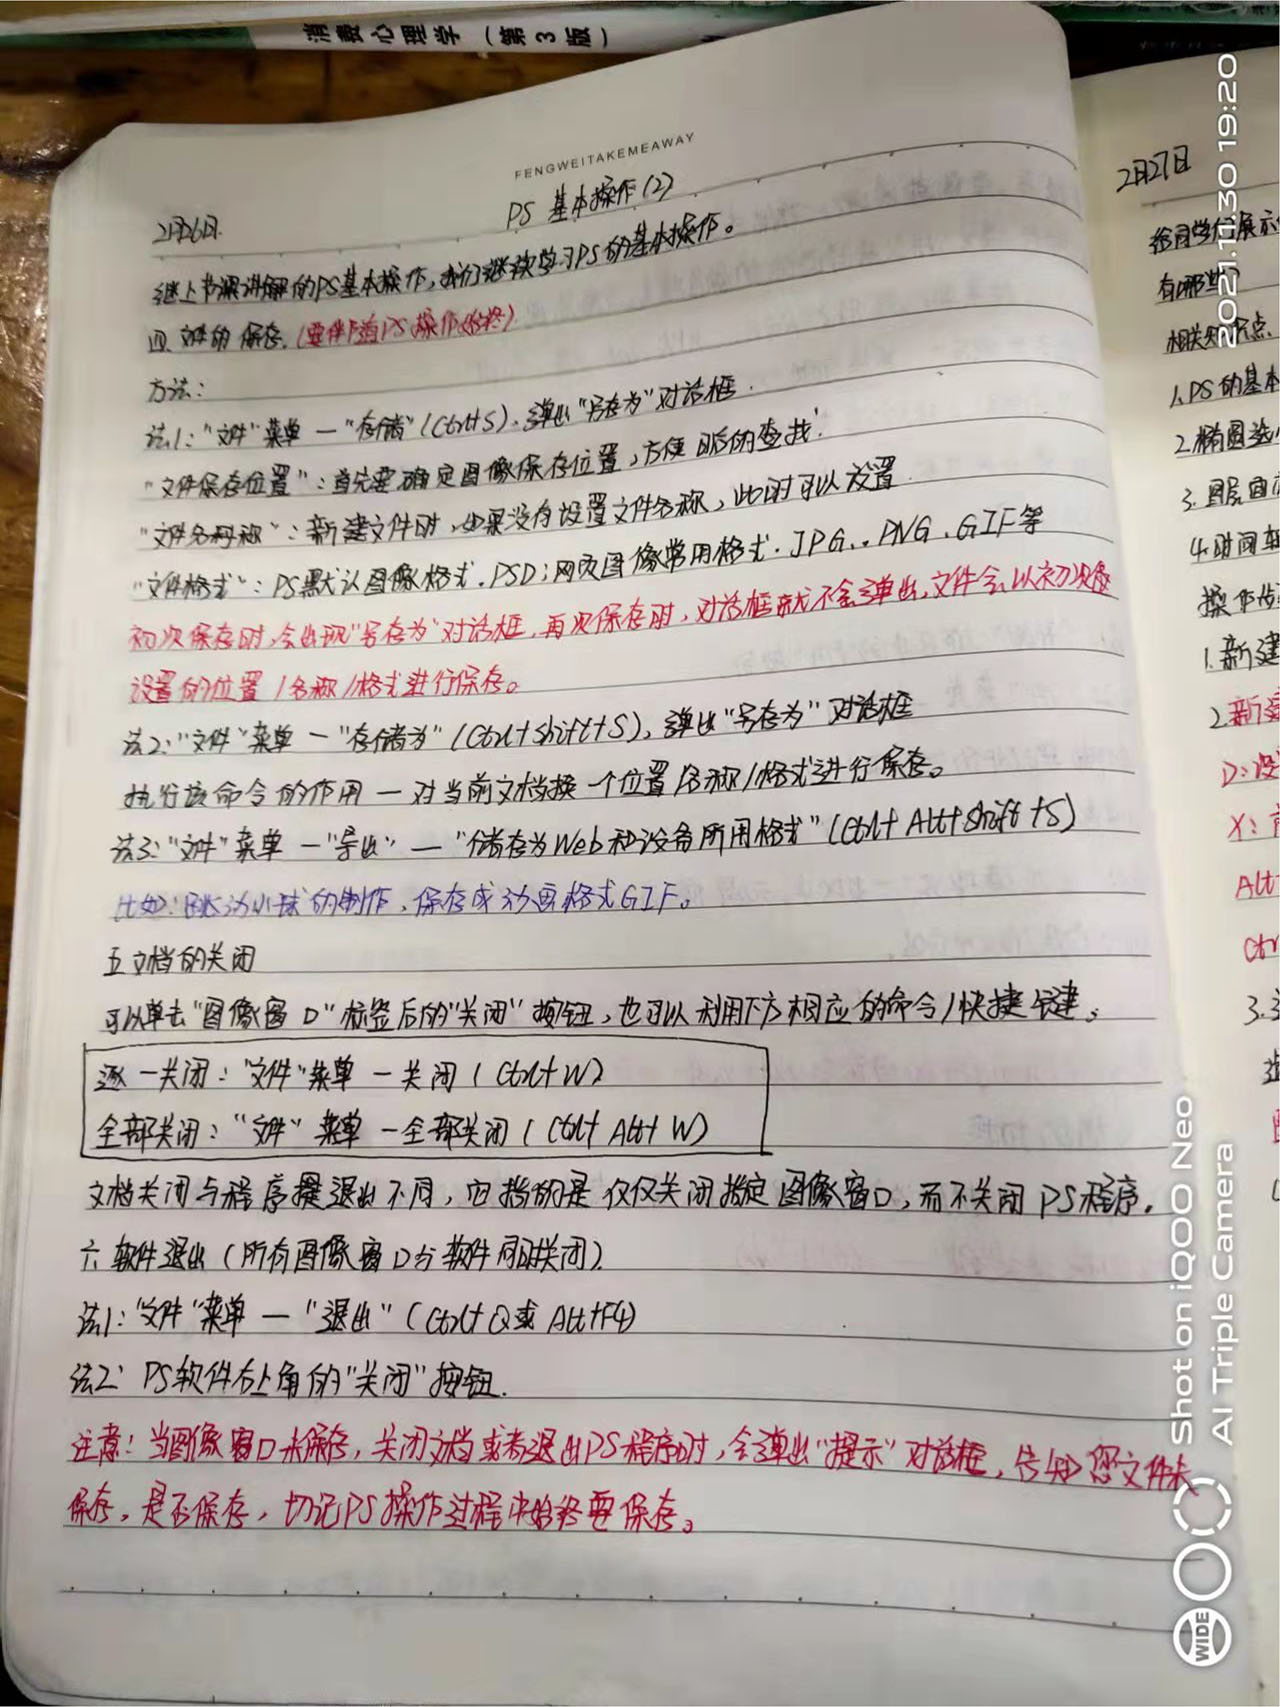 消费心理学（第3版）
FENGWEITAKEMEAWAY
2月26日. PS 基本操作(2)
继上节课讲解的PS基本操作,我们继续学习PS的基本操作。
四. 文件的保存.(要伴随PS操作始终)
方法:
法1:"文件"菜单—"存储"(Ctrl+S).弹出"另存为"对话框.
"文件保存位置":首先要确定图像保存位置,方便日后的查找.
"文件名称":新建文件时,如果没有设置文件名称,此时可以设置.
"文件格式":PS默认图像格式.PSD;网页图像常用格式.JPG..PNG.GIF等
初次保存时,会出现"另存为"对话框,再次保存时,对话框就不会弹出,文件会以初次
设置的位置/名称/格式进行保存。
法2:"文件"菜单—"存储为"(Ctrl+Shift+S),弹出"另存为"对话框
执行该命令的作用—对当前文档换一个位置/名称/格式进行保存。
法3:"文件"菜单—"导出"—"储存为Web和设备所用格式"(Ctrl+Alt+Shift+S)
比如:跳动小球的制作,保存成动画格式GIF。
五文档的关闭
可以单击"图像窗口"标签后的"关闭"按钮,也可以利用下方相应的命令/快捷键。
逐一关闭:"文件"菜单—关闭(Ctrl+W)
全部关闭:"文件"菜单—全部关闭(Ctrl+Alt+W)
文档关闭与程序退出不同,它指的是仅仅关闭指定图像窗口,而不关闭PS程序.
六 软件退出(所有图像窗口与软件同时关闭).
法1:"文件"菜单—"退出"(Ctrl+Q或Alt+F4)
法2: PS软件右上角的"关闭"按钮.
注意!当图像窗口未保存,关闭文档或者退出PS程序时,会弹出"提示"对话框,告知您文件未
保存,是否保存,切记PS操作过程中始终要保存。
2月27日
给同学们展示
有哪些?
相关知识点.
1.PS的基本
2.椭圆选
3.图层面
4.时间轴
操作步
1.新建
2.新建
D:设
X:
Alt
Ctr
3.
2021.11.30 19:20
Shot on iQOO Neo
AI Triple Camera
WIDE